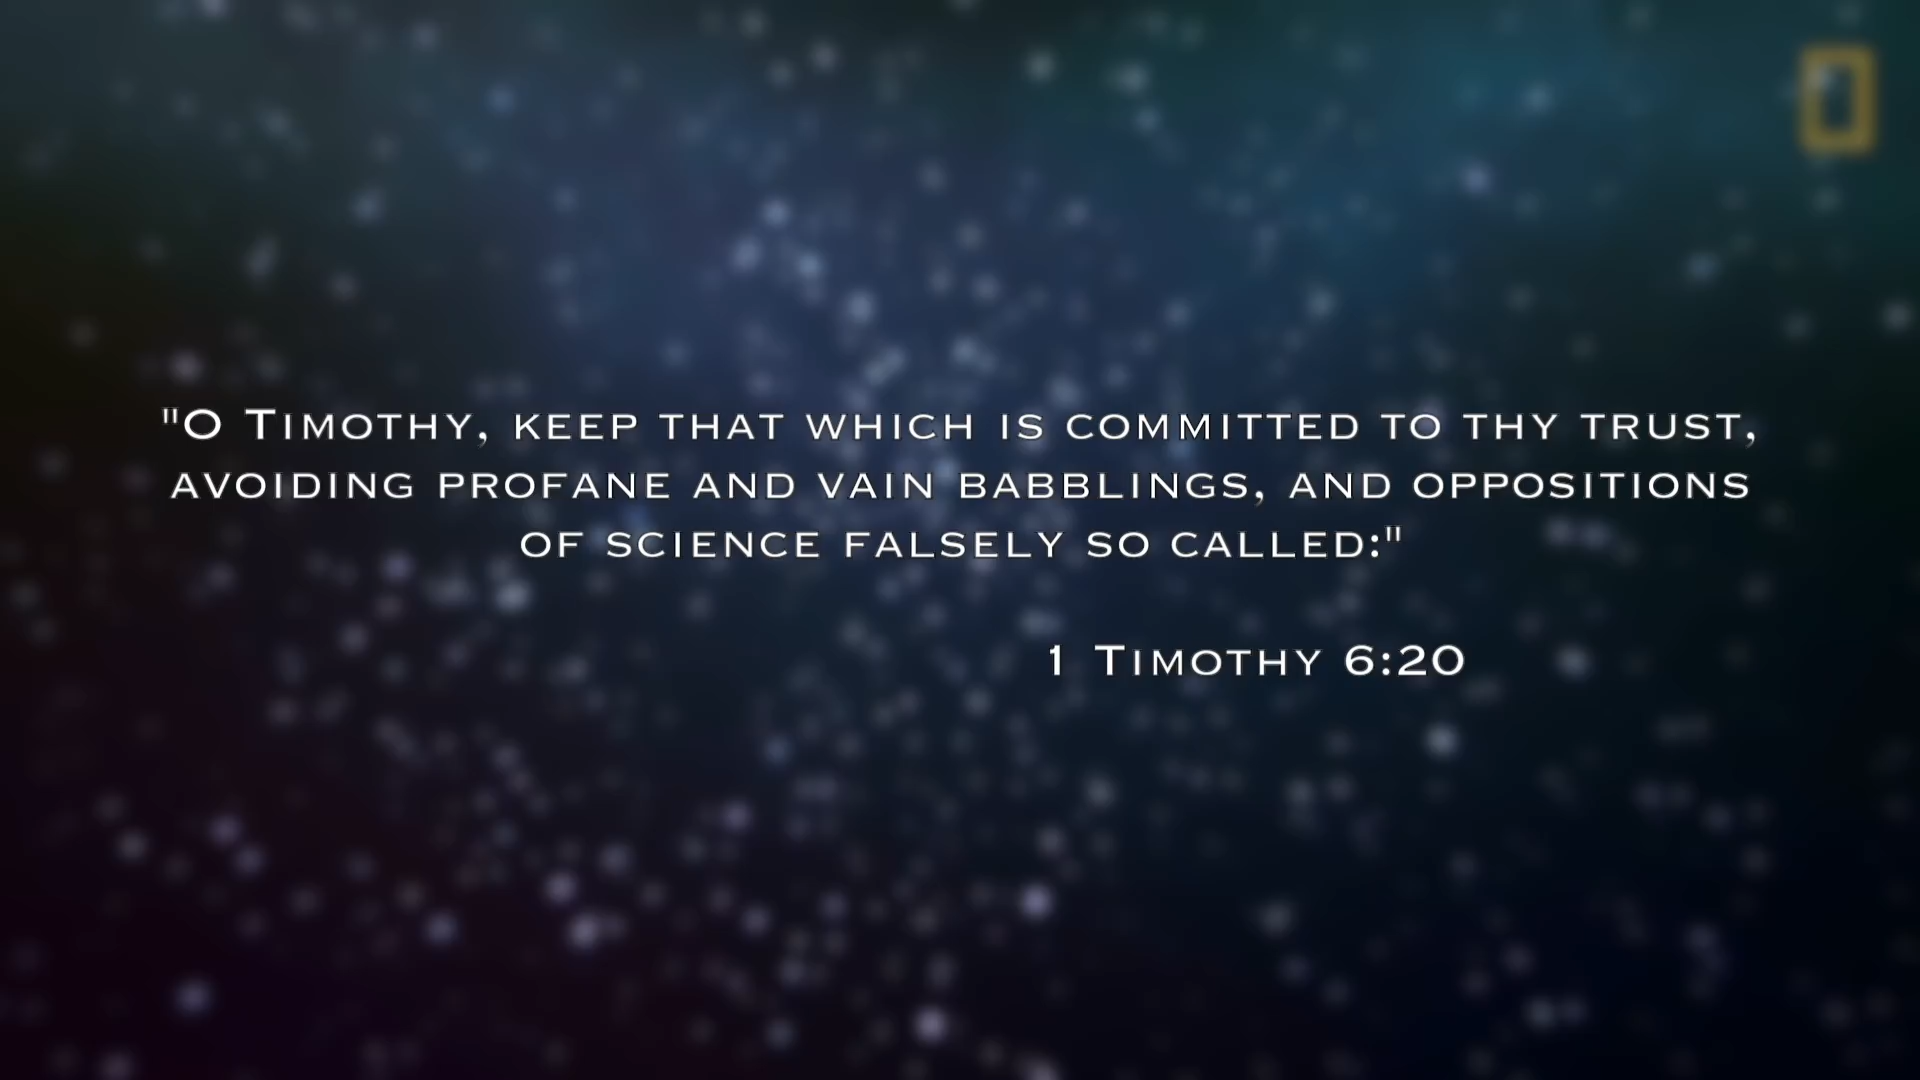 "O Timothy, keep that which is committed to thy trust,
avoiding profane and vain babblings, and oppositions
of science falsely so called:"
1 Timothy 6:20